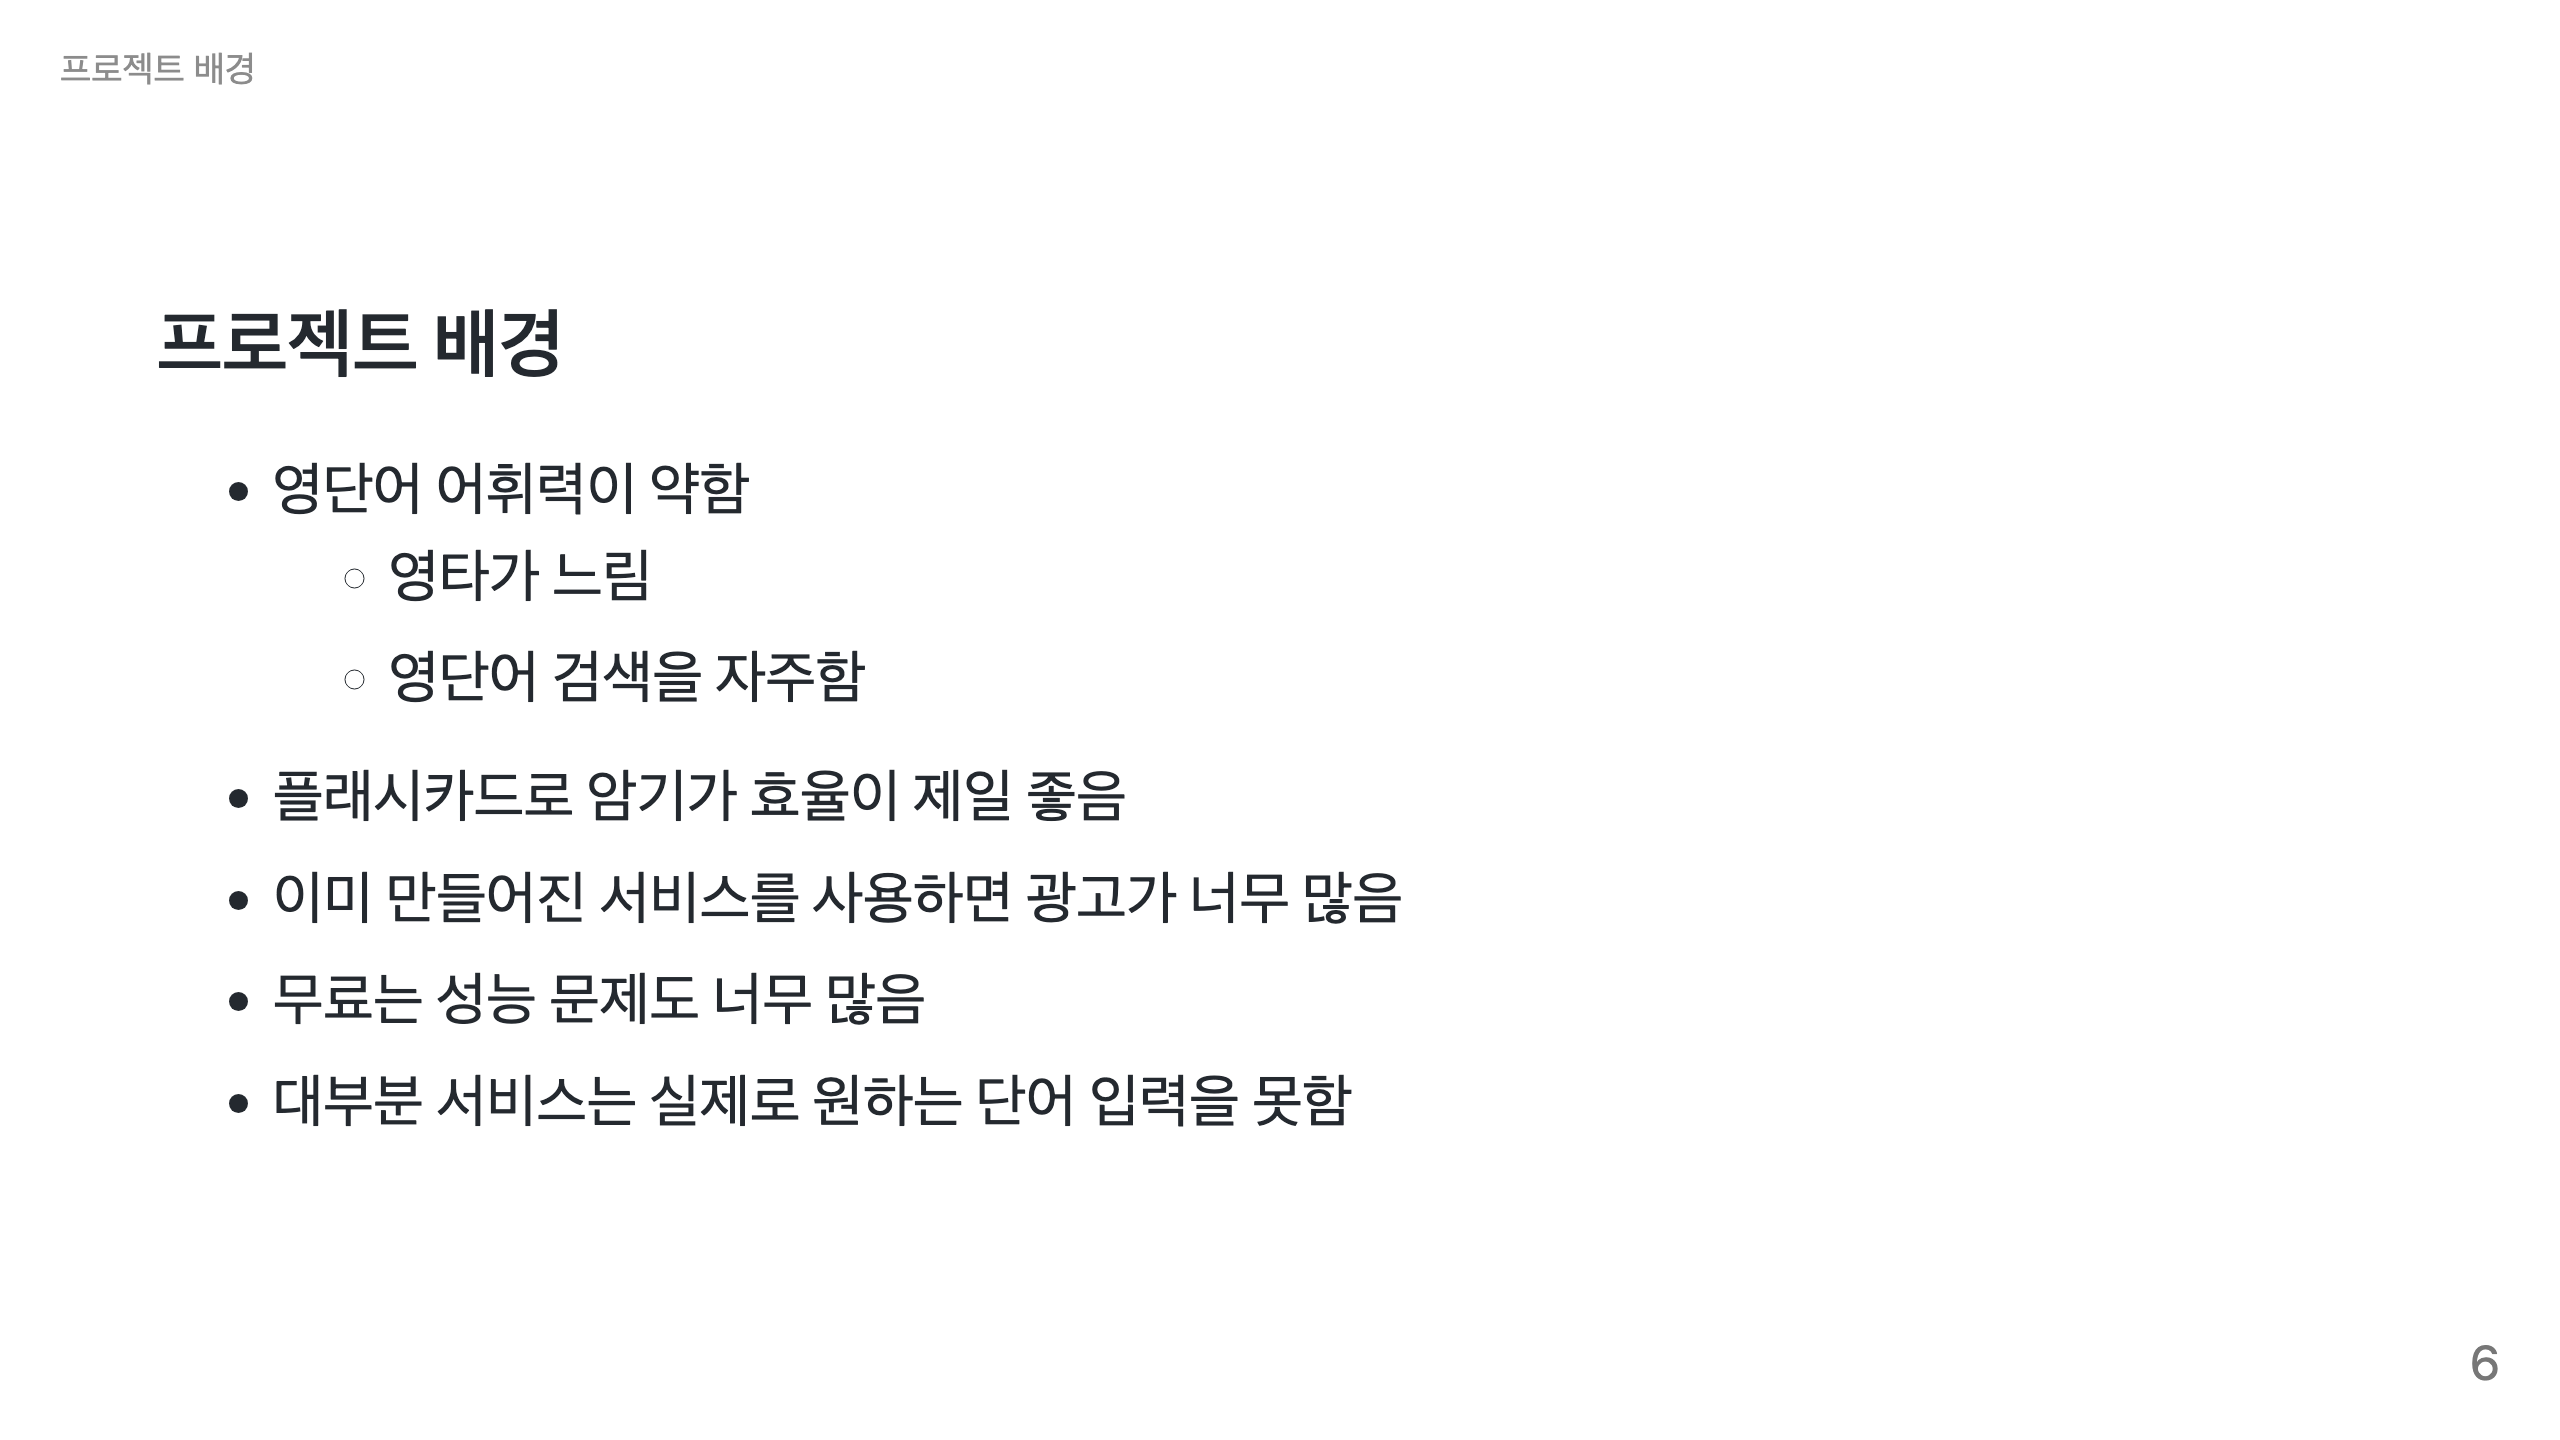 프로젝트 배경
프로젝트 배경
• 영단어 어휘력이 약함
○ 영타가 느림
○ 영단어 검색을 자주함
• 플래시카드로 암기가 효율이 제일 좋음
• 이미 만들어진 서비스를 사용하면 광고가 너무 많음
• 무료는 성능 문제도 너무 많음
• 대부분 서비스는 실제로 원하는 단어 입력을 못함
6